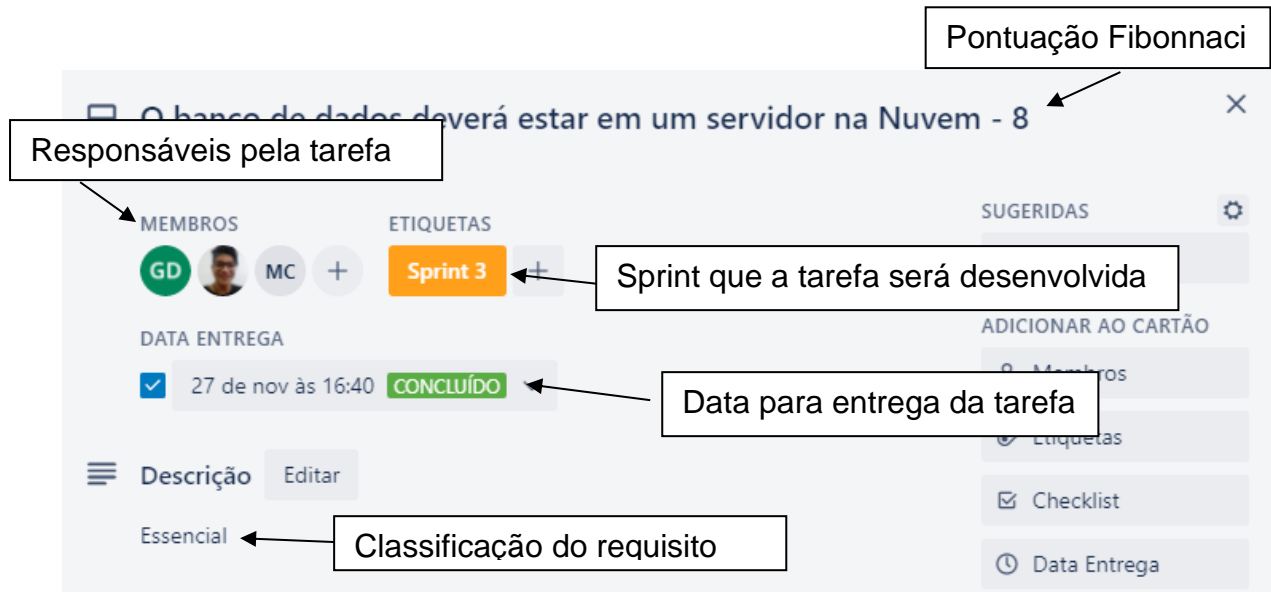 Pontuação Fibonnaci
O banco de dados deverá estar em um servidor na Nuvem - 8
Responsáveis pela tarefa
MEMBROS
ETIQUETAS
SUGERIDAS
GD
MC
Sprint 3
Sprint que a tarefa será desenvolvida
DATA ENTREGA
ADICIONAR AO CARTÃO
27 de nov às 16:40 CONCLUÍDO
Membros
Data para entrega da tarefa
Etiquetas
Descrição Editar
Checklist
Essencial
Classificação do requisito
Data Entrega